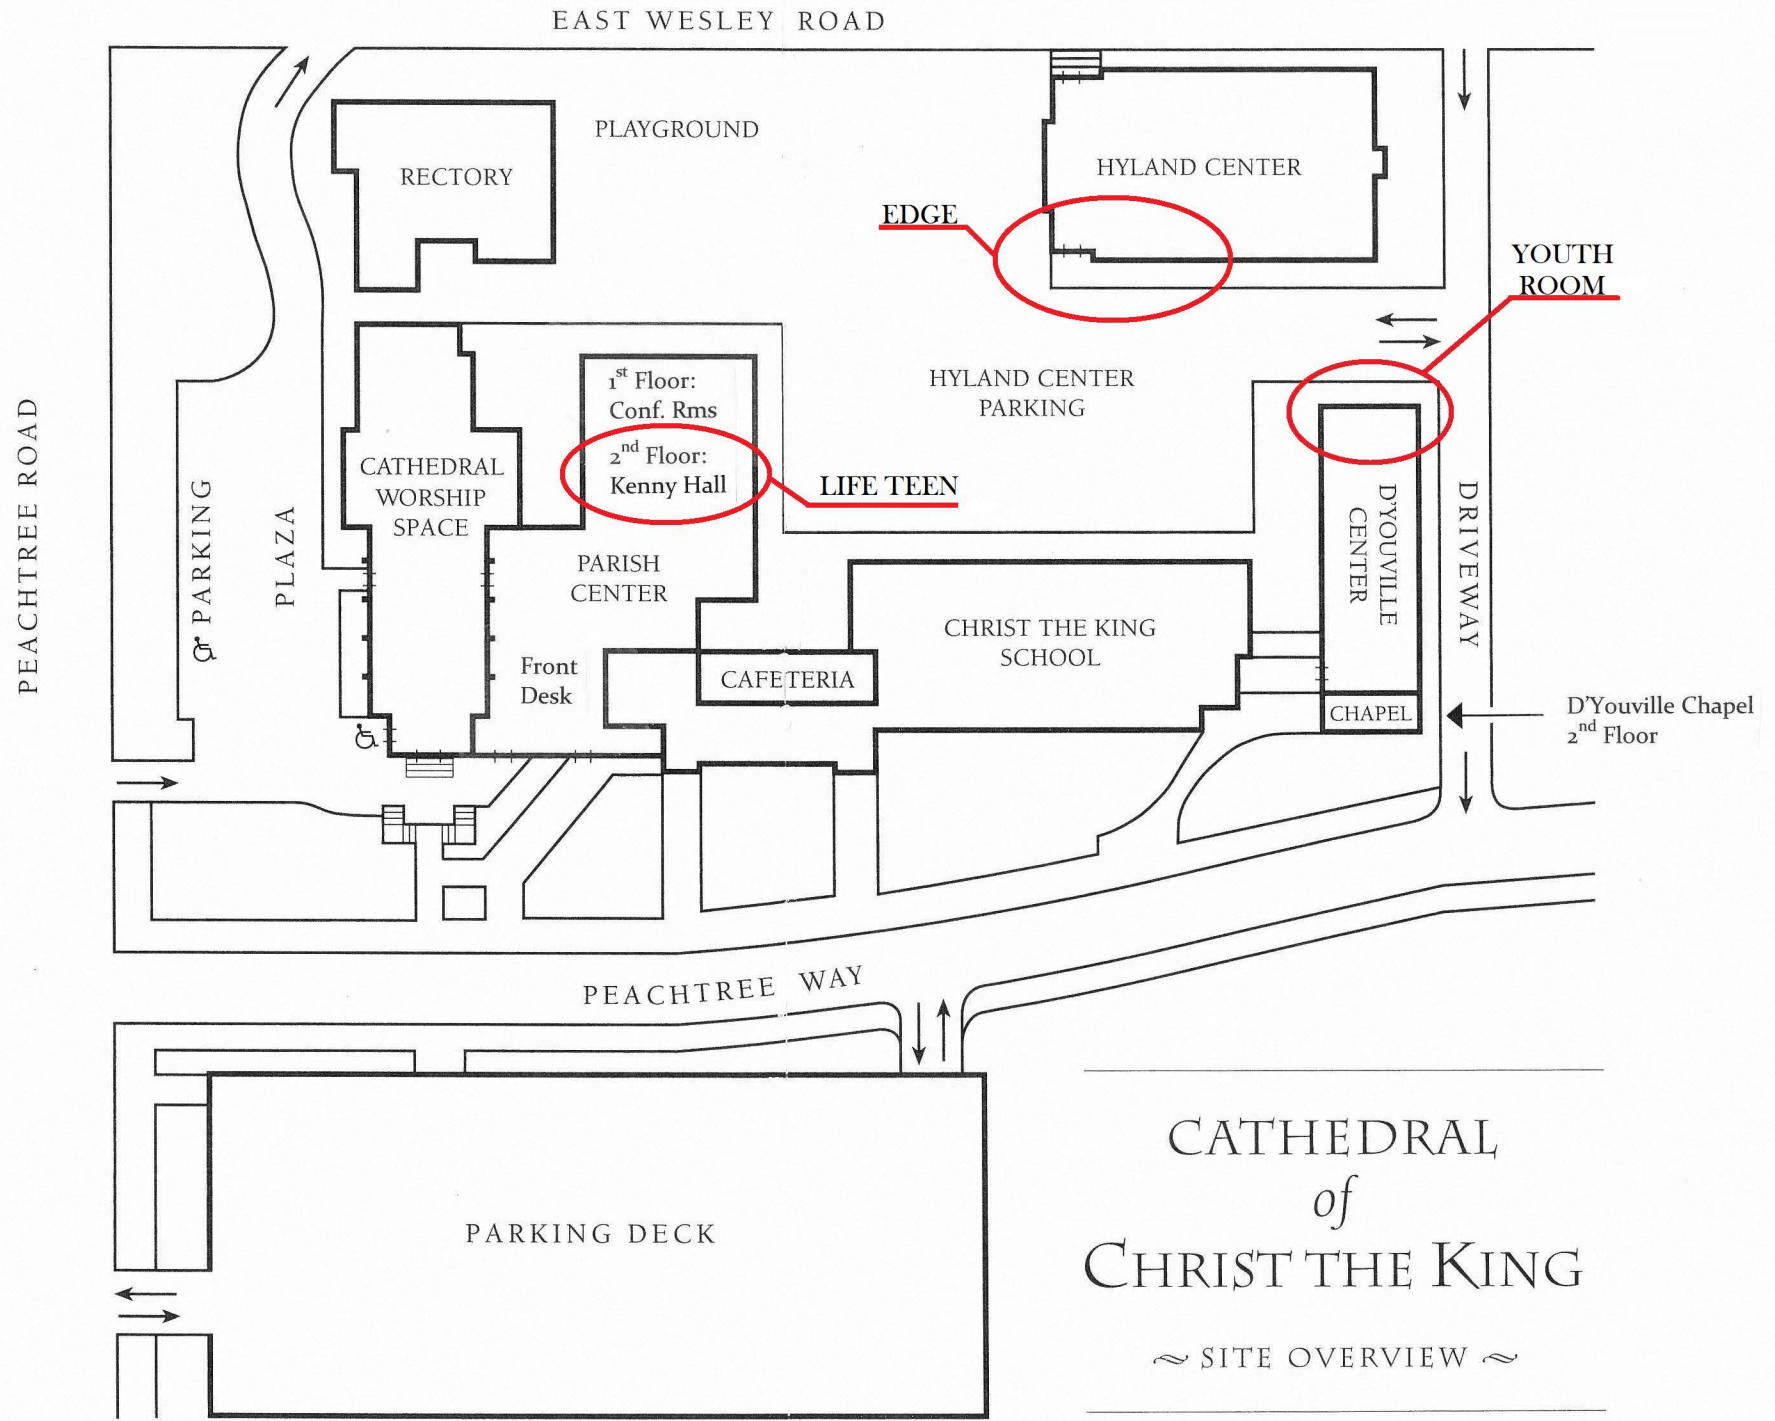 EAST WESLEY ROAD
RECTORY
PLAYGROUND
HYLAND CENTER
EDGE
YOUTH
ROOM
HYLAND CENTER
PARKING
1st Floor:
Conf. Rms
2nd Floor:
Kenny Hall
LIFE TEEN
CATHEDRAL
WORSHIP
SPACE
PEACHTREE ROAD
PARKING
PLAZA
PARISH
CENTER
Front
Desk
CAFETERIA
CHRIST THE KING
SCHOOL
D'YOUVILLE
CENTER
DRIVEWAY
CHAPEL
D'Youville Chapel
2nd Floor
PEACHTREE WAY
PARKING DECK
CATHEDRAL
of
CHRIST THE KING
~ SITE OVERVIEW ~